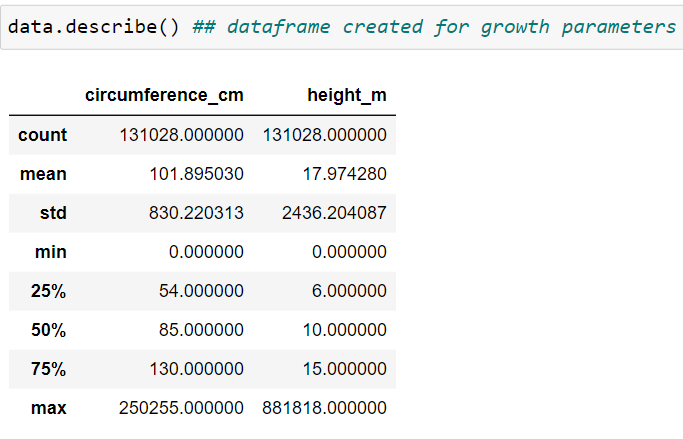 data.describe() ## dataframe created for growth parameters
circumference_cm height_m
count 131028.000000 131028.000000
mean 101.895030 17.974280
std 830.220313 2436.204087
min 0.000000 0.000000
25% 54.000000 6.000000
50% 85.000000 10.000000
75% 130.000000 15.000000
max 250255.000000 881818.000000